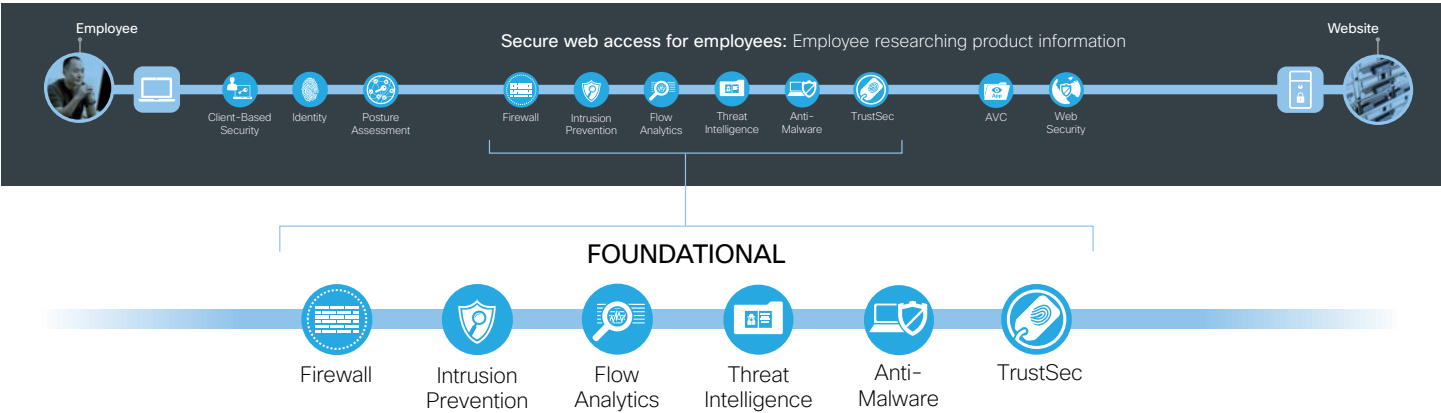 Employee
Website
Secure web access for employees: Employee researching product information
Client-Based
Security
Identity
Posture
Assessment
Firewall
Intrusion
Prevention
Flow
Analytics
Threat
Intelligence
Anti-
Malware
TrustSec
App
AVC
Web
Security
FOUNDATIONAL
Firewall
Intrusion
Prevention
Flow
Analytics
Threat
Intelligence
Anti-
Malware
TrustSec